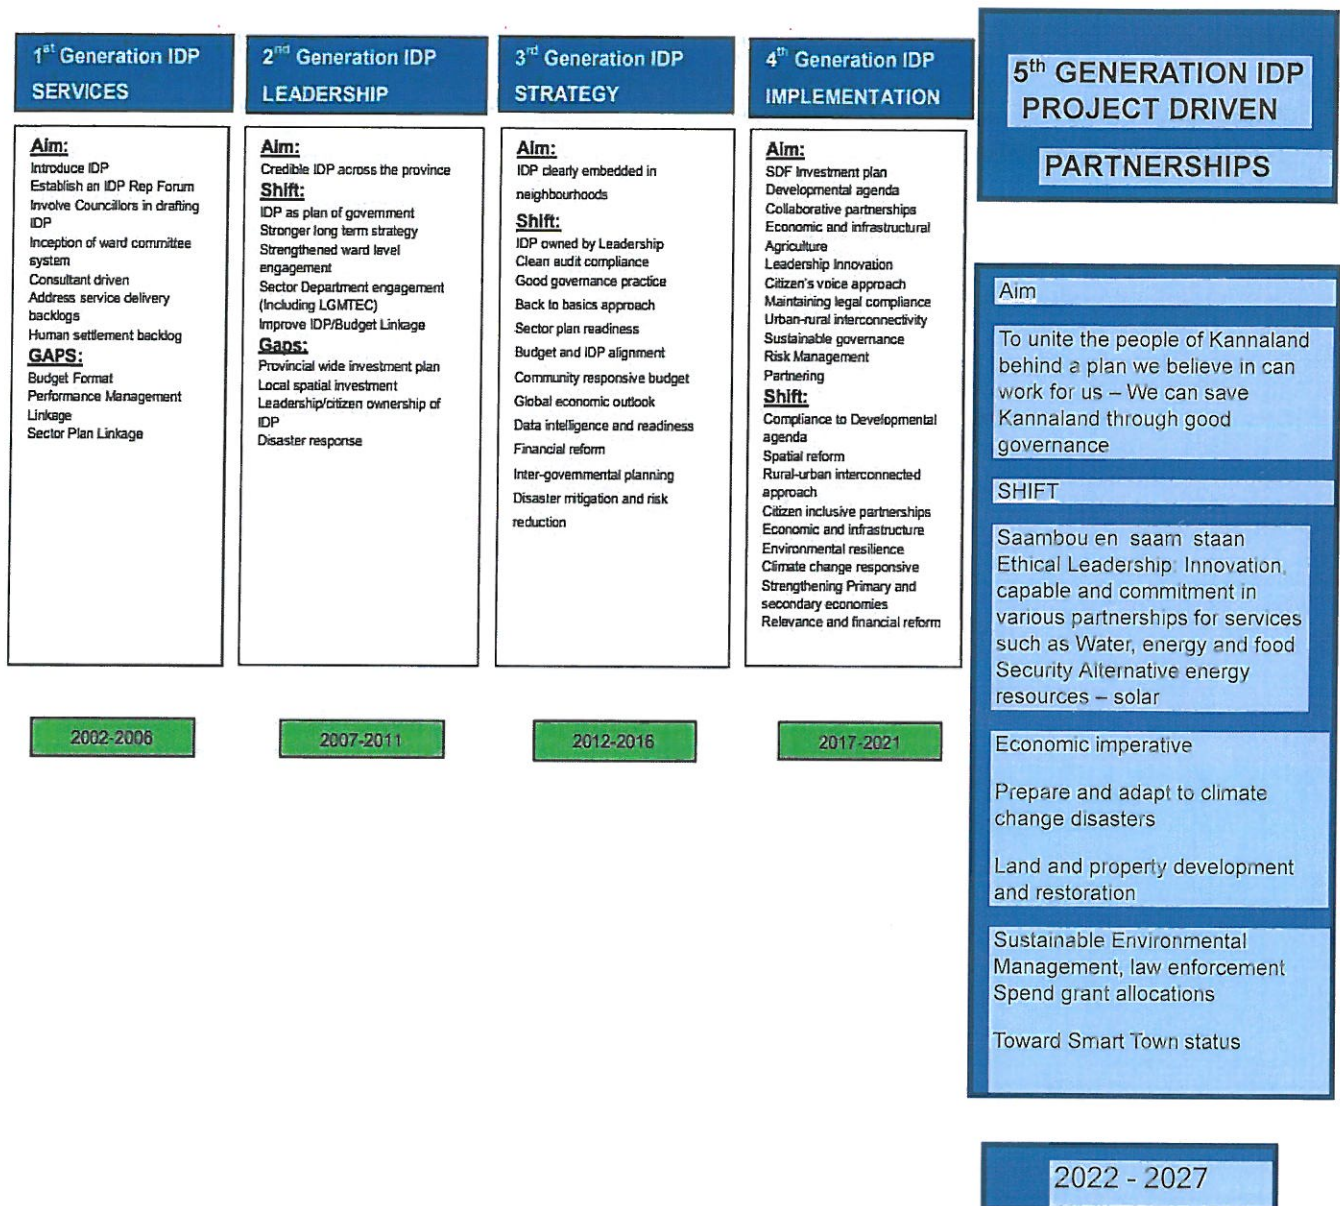 1st Generation IDP
SERVICES
Aim:
Introduce IDP
Establish an IDP Rep Forum
Involve Councillors in drafting
IDP
Inception of ward committee
system
Consultant driven
Address service delivery
backlogs
Human settlement backlog
GAPS:
Budget Format
Performance Management
Linkage
Sector Plan Linkage
2002-2006
2nd Generation IDP
LEADERSHIP
Aim:
Credible IDP across the province
Shift:
IDP as plan of government
Stronger long term strategy
Strengthened ward level
engagement
Sector Department engagement
(Including LGMTEC)
Improve IDP/Budget Linkage
Gaps:
Provincial wide investment plan
Local spatial investment
Leadership/citizen ownership of
IDP
Disaster response
2007-2011
3rd Generation IDP
STRATEGY
Aim:
IDP clearly embedded in
neighbourhoods
Shift:
IDP owned by Leadership
Clean audit compliance
Good governance practice
Back to basics approach
Sector plan readiness
Budget and IDP alignment
Community responsive budget
Global economic outlook
Data intelligence and readiness
Financial reform
Inter-governmental planning
Disaster mitigation and risk
reduction
2012-2016
4th Generation IDP
IMPLEMENTATION
Aim:
SDF Investment plan
Developmental agenda
Collaborative partnerships
Economic and infrastructural
Agriculture
Leadership Innovation
Citizen's voice approach
Maintaining legal compliance
Urban-rural interconnectivity
Sustainable governance
Risk Management
Partnering
Shift:
Compliance to Developmental
agenda
Spatial reform
Rural-urban interconnected
approach
Citizen inclusive partnerships
Economic and infrastructure
Environmental resilience
Climate change responsive
Strengthening Primary and
secondary economies
Relevance and financial reform
2017-2021
5th GENERATION IDP
PROJECT DRIVEN
PARTNERSHIPS
Aim
To unite the people of Kannaland
behind a plan we believe in can
work for us – We can save
Kannaland through good
governance
SHIFT
Saambou en saam staan
Ethical Leadership: Innovation,
capable and commitment in
various partnerships for services
such as Water, energy and food
Security Alternative energy
resources – solar
Economic imperative
Prepare and adapt to climate
change disasters
Land and property development
and restoration
Sustainable Environmental
Management, law enforcement
Spend grant allocations
Toward Smart Town status
2022 - 2027